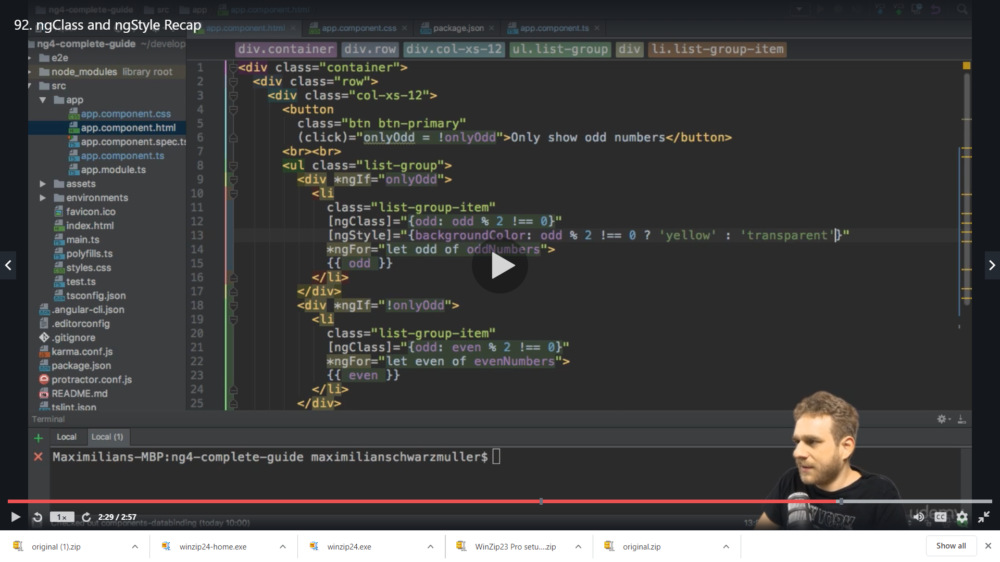 ng4-complete-guide src app app.component.html
92. ngClass and ngStyle Recap
app.component.html app.component.css package.json app.component.ts
ng4-complete-guide ~/develop
div.container div.row div.col-xs-12 ul.list-group div li.list-group-item
e2e
node_modules library root
src
app
app.component.css
app.component.html
app.component.spec.ts
app.component.ts
app.module.ts
assets
environments
favicon.ico
index.html
main.ts
polyfills.ts
styles.css
test.ts
tsconfig.json
.angular-cli.json
.editorconfig
.gitignore
karma.conf.js
package.json
protractor.conf.js
README.md
tslint.json
1 <div class="container">
2 <div class="row">
3 <div class="col-xs-12">
4 <button
5 class="btn btn-primary"
6 (click)="onlyOdd = !onlyOdd">Only show odd numbers</button>
7 <br><br>
8 <ul class="list-group">
9 <div *ngIf="onlyOdd">
10 <li
11 class="list-group-item"
12 [ngClass]="{odd: odd % 2 !== 0}"
13 [ngStyle]="{backgroundColor: odd % 2 !== 0 ? 'yellow' : 'transparent'}"
14 *ngFor="let odd of oddNumbers">
15 {{ odd }}
16 </li>
17 </div>
18 <div *ngIf="!onlyOdd">
19 <li
20 class="list-group-item"
21 [ngClass]="{odd: even % 2 !== 0}"
22 *ngFor="let even of evenNumbers">
23 {{ even }}
24 </li>
25 </div>
Terminal
Local Local (1)
Maximilians-MBP:ng4-complete-guide maximilianschwarzmuller$
udemy
1x 2:29 / 2:57
CC
Checked out components-databinding (today 10:00)
original (1).zip winzip24-home.exe winzip24.exe WinZip23 Pro setu....zip original.zip Show all